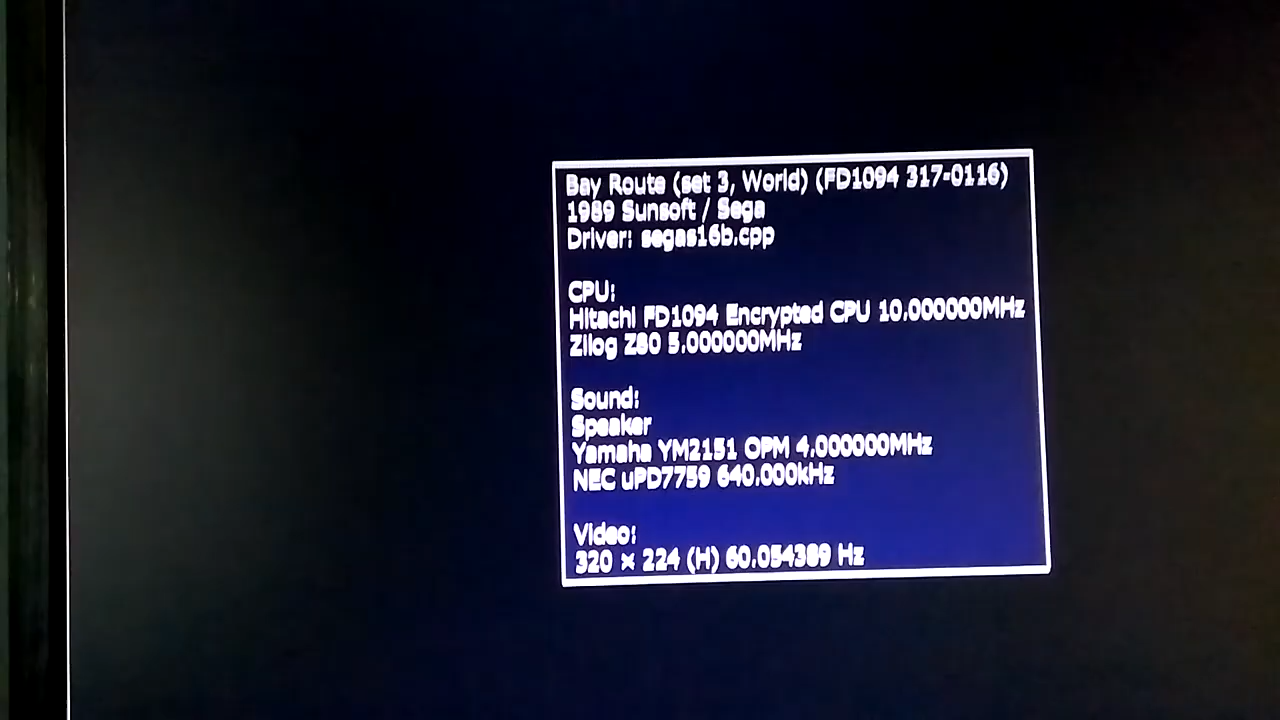 Bay Route (set 3, World) (FD1094 317-0116)
1989 Sunsoft / Sega
Driver: segas16b.cpp
CPU:
Hitachi FD1094 Encrypted CPU 10.000000MHz
Zilog Z80 5.000000MHz
Sound:
Speaker
Yamaha YM2151 OPM 4.000000MHz
NEC uPD7759 640.000kHz
Video:
320 × 224 (H) 60.054389 Hz